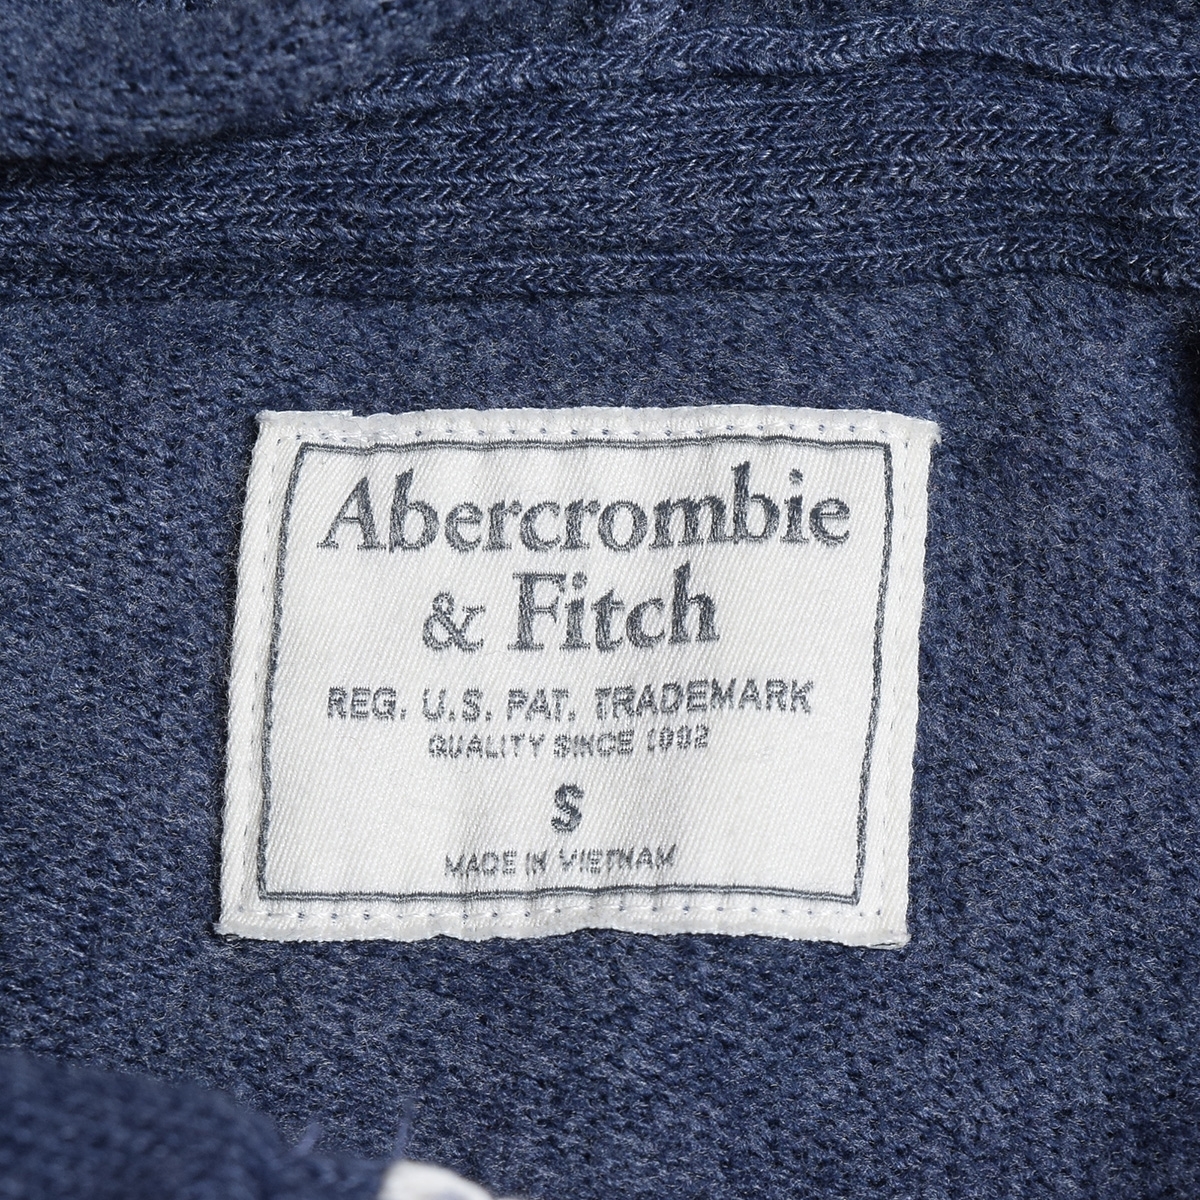 Abercrombie
& Fitch
REG. U.S. PAT. TRADEMARK
QUALITY SINCE 1892
S
MADE IN VIETNAM